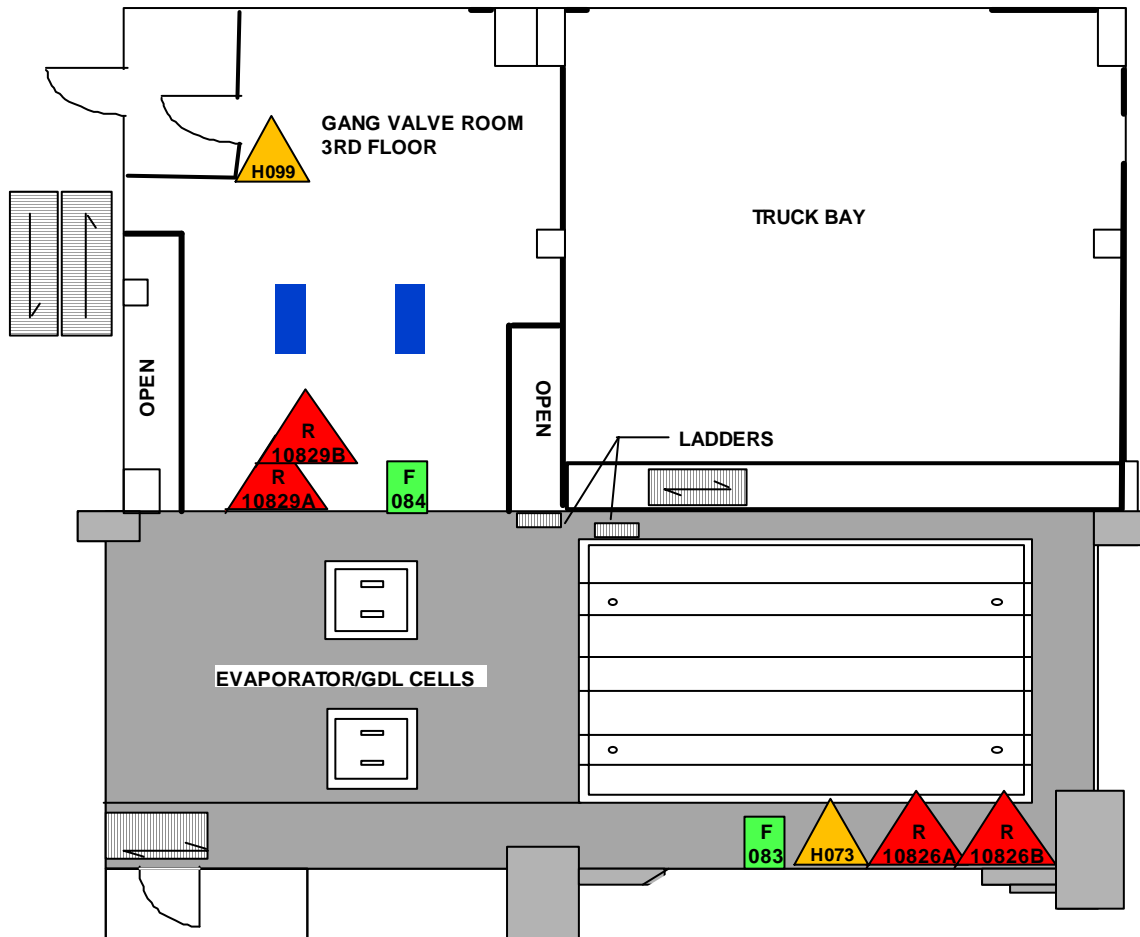 GANG VALVE ROOM
3RD FLOOR
H099
TRUCK BAY
OPEN
OPEN
R
10829B
LADDERS
R
10829A
F
084
EVAPORATOR/GDL CELLS
F
083
H073
R
10826A
R
10826B